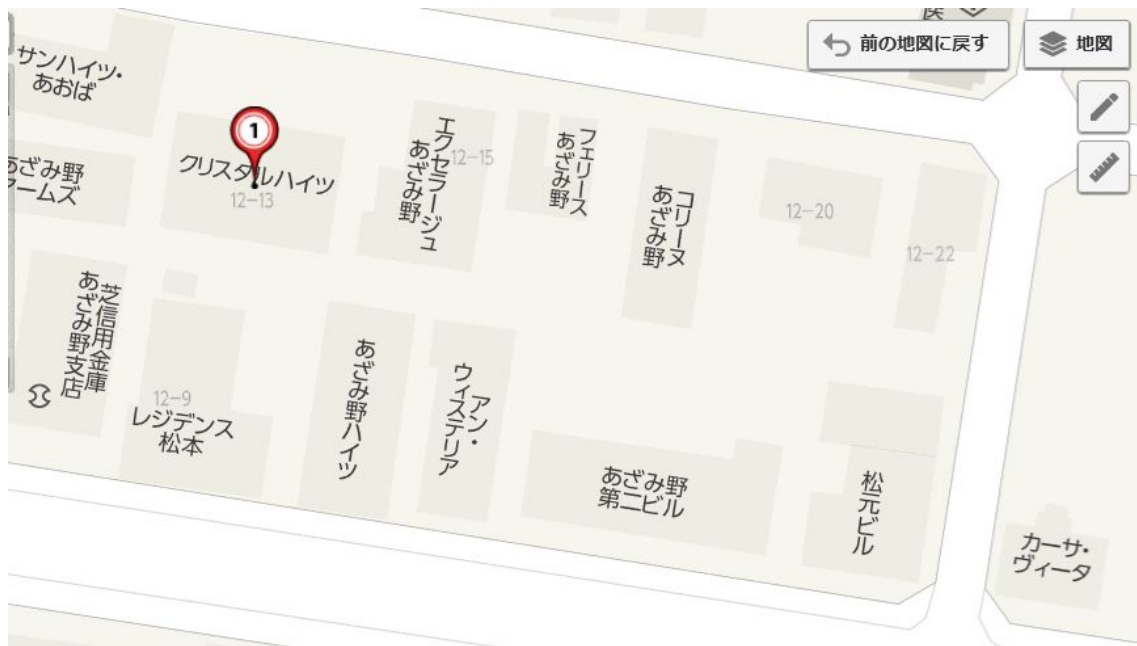 前の地図に戻す
地図
サンハイツ・
あおば
1
クリスタルハイツ
12-13
あざみ野
エクセラージュ
あざみ野
12-15
フェリース
あざみ野
コリーヌ
あざみ野
12-20
12-22
芝信用金庫
あざみ野支店
12-9
レジデンス
松本
あざみ野ハイツ
アン・
ウィステリア
あざみ野
第二ビル
松元ビル
カーサ・
ヴィータ